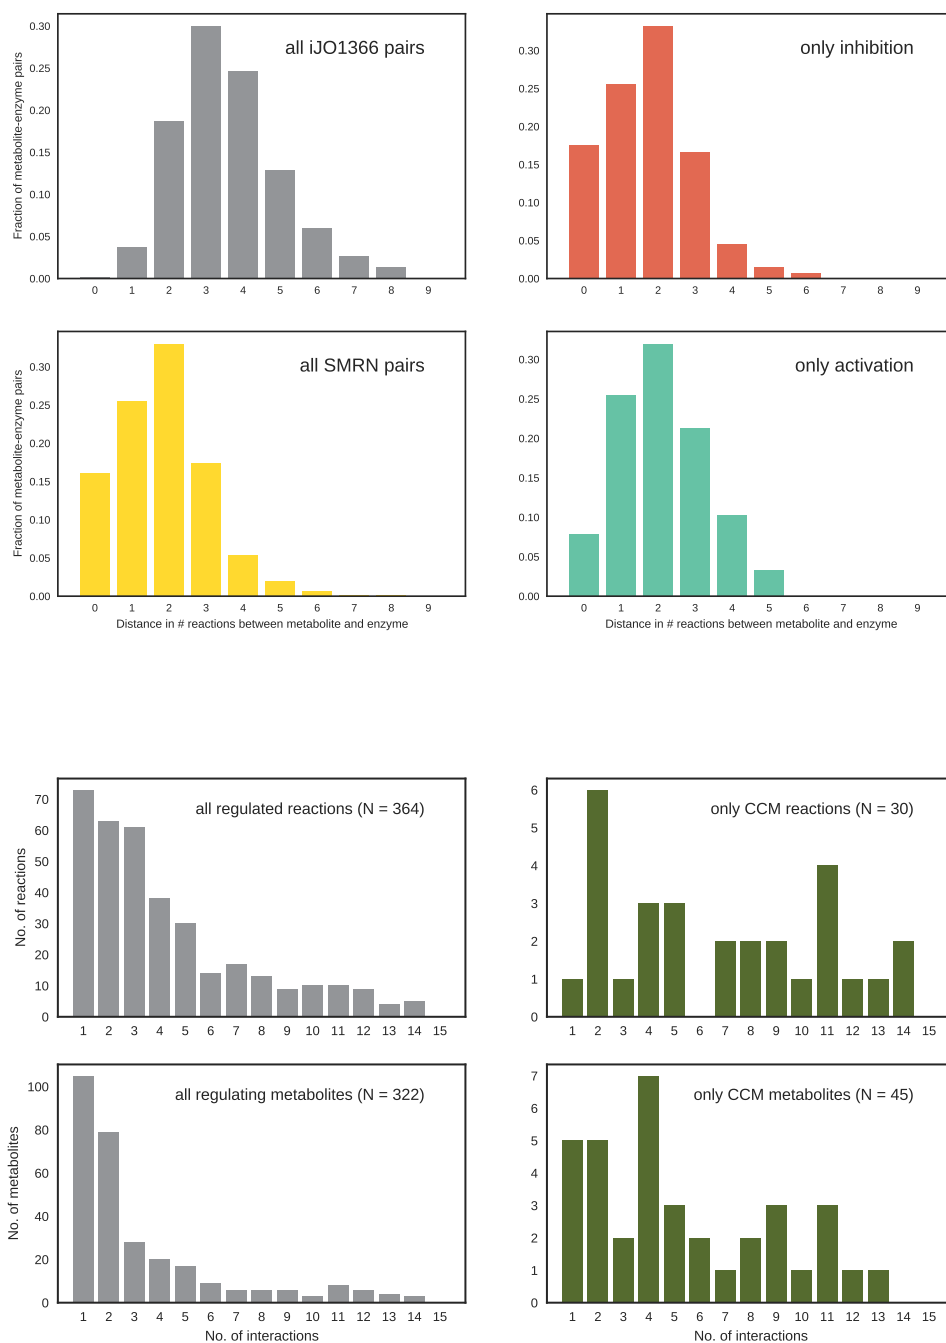 all iJO1366 pairs
Fraction of metabolite-enzyme pairs
0.30
0.25
0.20
0.15
0.10
0.05
0.00
0 1 2 3 4 5 6 7 8 9
only inhibition
0.30
0.25
0.20
0.15
0.10
0.05
0.00
0 1 2 3 4 5 6 7 8 9
all SMRN pairs
Fraction of metabolite-enzyme pairs
0.30
0.25
0.20
0.15
0.10
0.05
0.00
0 1 2 3 4 5 6 7 8 9
Distance in # reactions between metabolite and enzyme
only activation
0.30
0.25
0.20
0.15
0.10
0.05
0.00
0 1 2 3 4 5 6 7 8 9
Distance in # reactions between metabolite and enzyme
all regulated reactions (N = 364)
No. of reactions
70
60
50
40
30
20
10
0
1 2 3 4 5 6 7 8 9 10 11 12 13 14 15
only CCM reactions (N = 30)
6
5
4
3
2
1
0
1 2 3 4 5 6 7 8 9 10 11 12 13 14 15
all regulating metabolites (N = 322)
No. of metabolites
100
80
60
40
20
0
1 2 3 4 5 6 7 8 9 10 11 12 13 14 15
No. of interactions
only CCM metabolites (N = 45)
7
6
5
4
3
2
1
0
1 2 3 4 5 6 7 8 9 10 11 12 13 14 15
No. of interactions